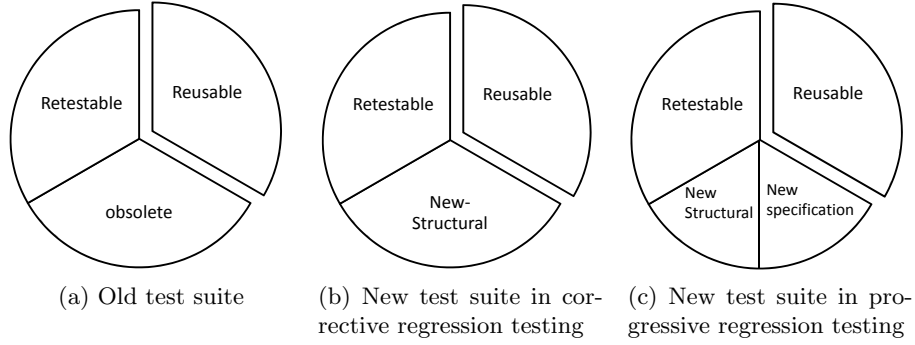 Retestable
Reusable
obsolete
(a) Old test suite
Retestable
Reusable
New-
Structural
(b) New test suite in cor-
rective regression testing
Retestable
Reusable
New
Structural
New
specification
(c) New test suite in pro-
gressive regression testing